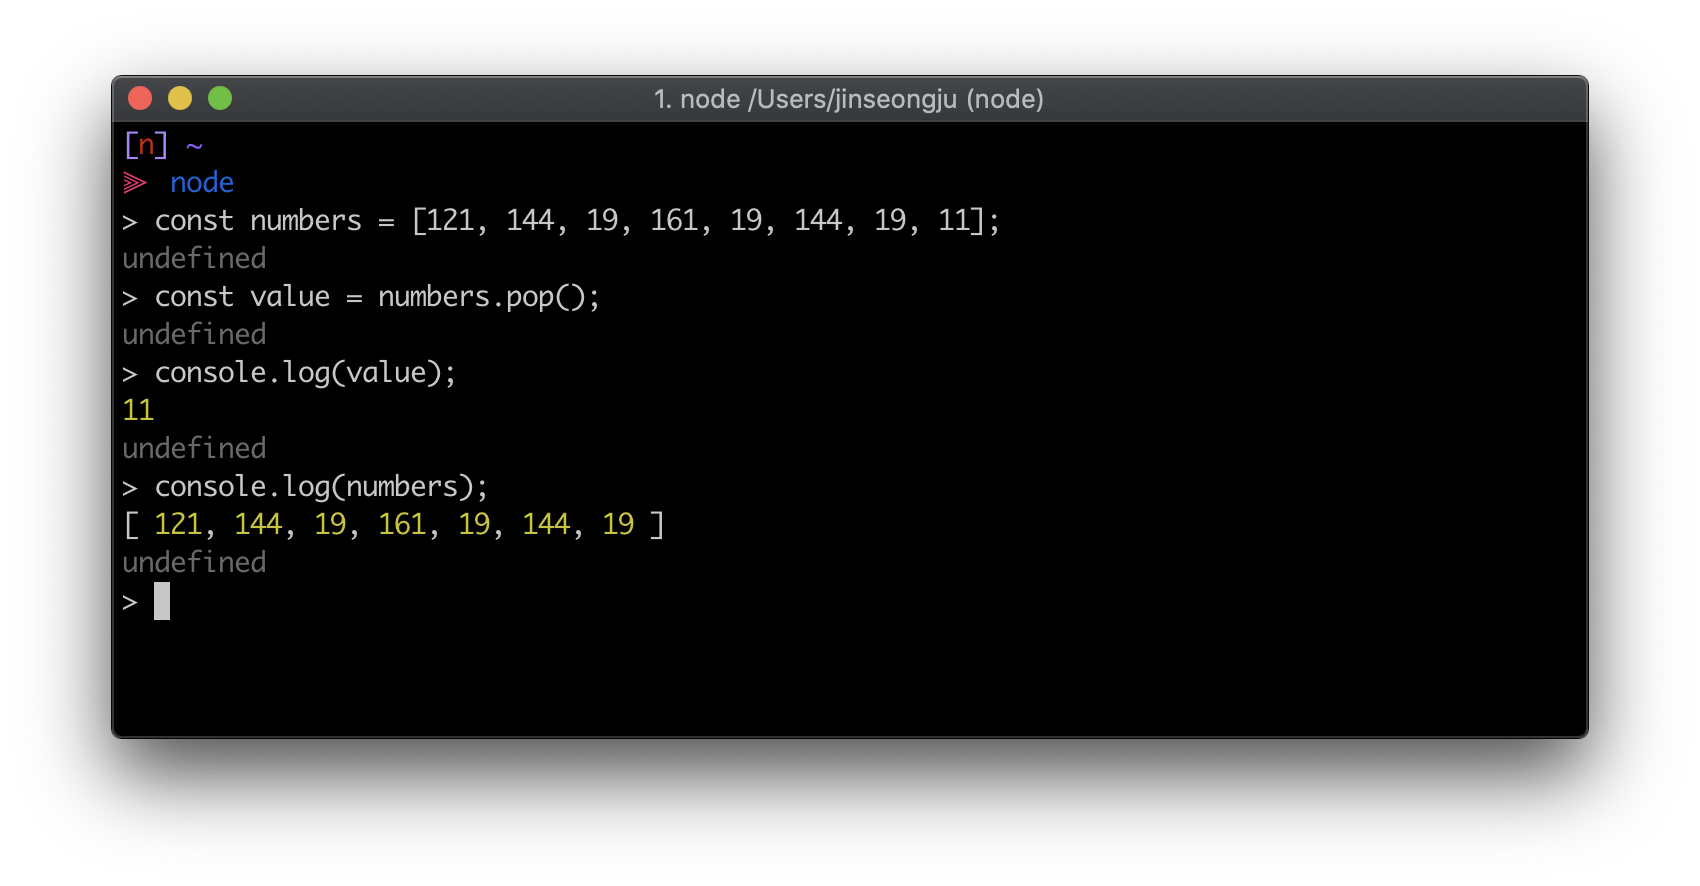 1. node /Users/jinseongju (node)
[n] ~
node
> const numbers = [121, 144, 19, 161, 19, 144, 19, 11];
undefined
> const value = numbers.pop();
undefined
> console.log(value);
11
undefined
> console.log(numbers);
[ 121, 144, 19, 161, 19, 144, 19 ]
undefined
>